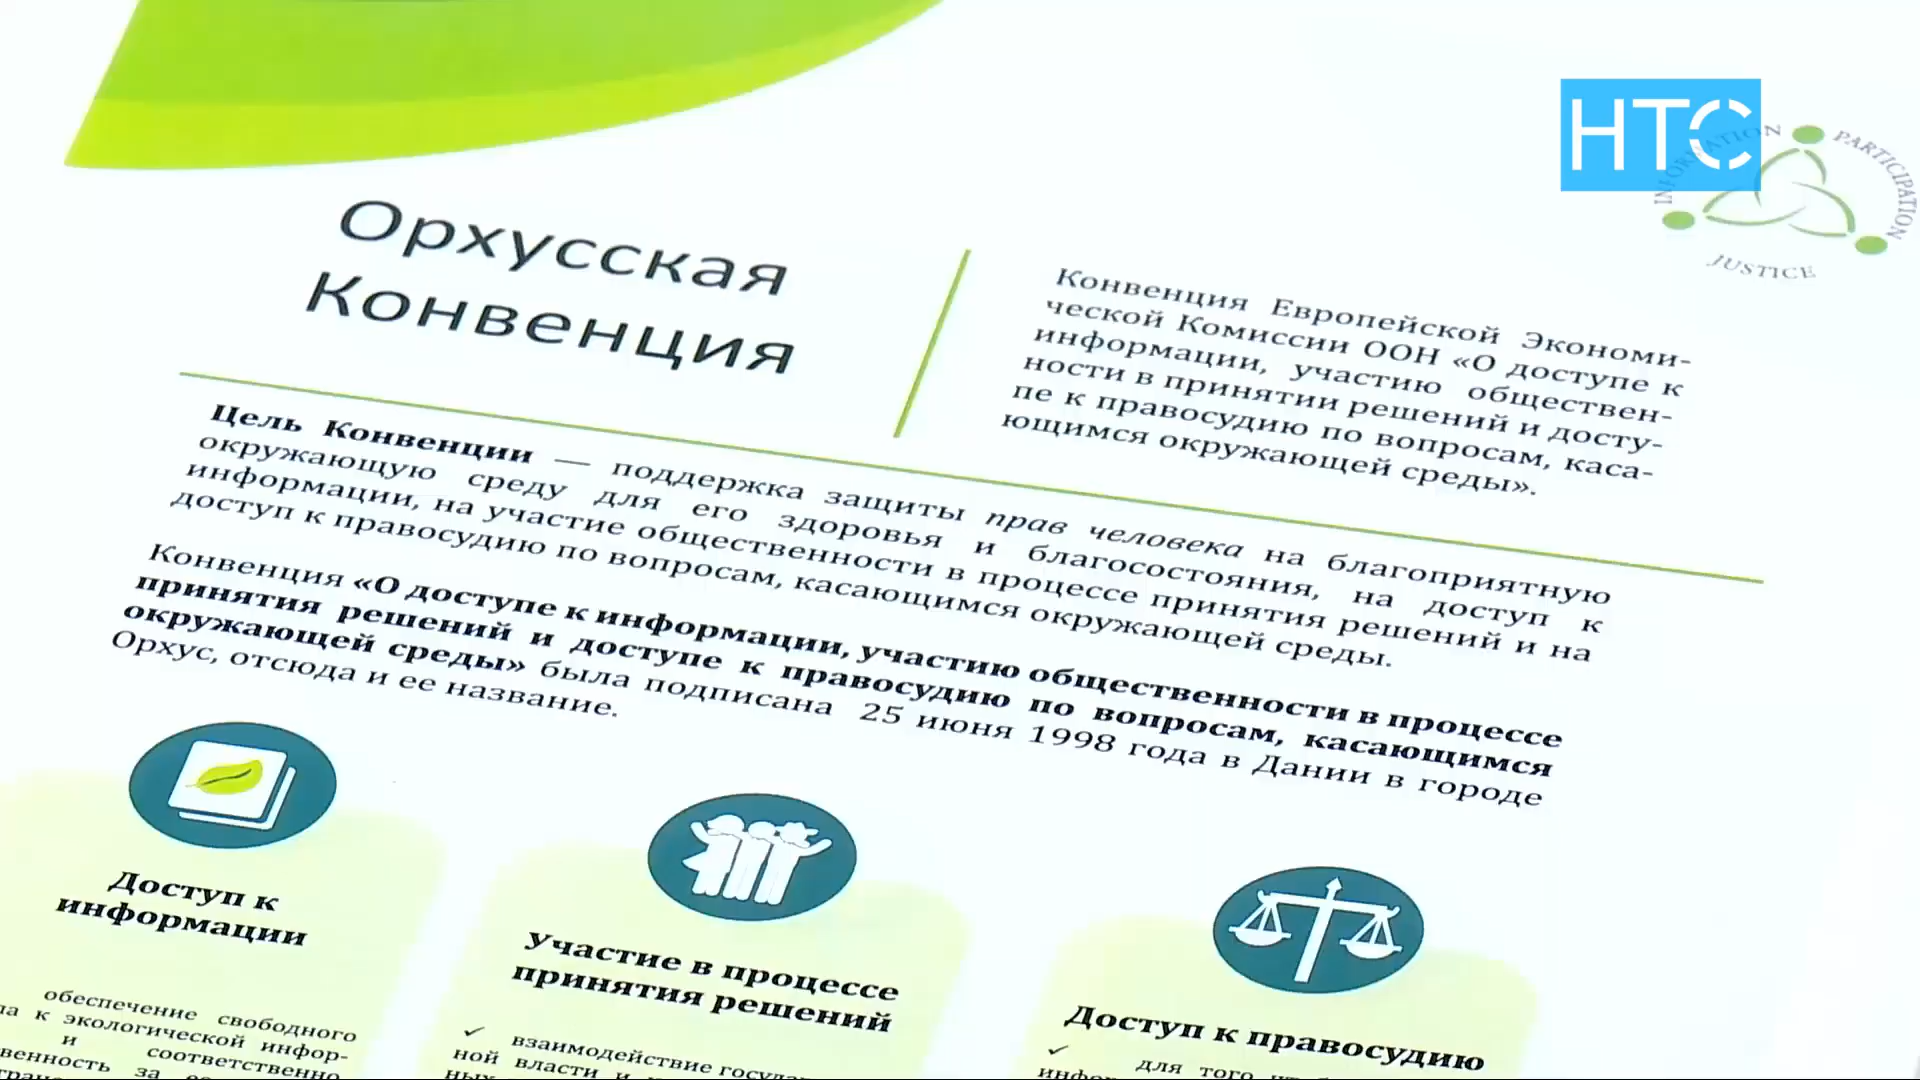 НТС
INFORMATION
PARTICIPATION
JUSTICE
Орхусская
Конвенция
Конвенция Европейской Экономи-
ческой Комиссии ООН «О доступе к
информации, участию обществен-
ности в принятии решений и досту-
пе к правосудию по вопросам, каса-
ющимся окружающей среды».
Цель Конвенции — поддержка защиты прав человека на благоприятную
окружающую среду для его здоровья и благосостояния, на доступ к
информации, на участие общественности в процессе принятия решений и на
доступ к правосудию по вопросам, касающимся окружающей среды.
Конвенция «О доступе к информации, участию общественности в процессе
принятия решений и доступе к правосудию по вопросам, касающимся
окружающей среды» была подписана 25 июня 1998 года в Дании в городе
Орхус, отсюда и ее название.
Доступ к
информации
обеспечение свободного
к экологической инфор-
и соответственно
за
Участие в процессе
принятия решений
✓ взаимодействие
ной власти и
Доступ к правосудию
✓ для того